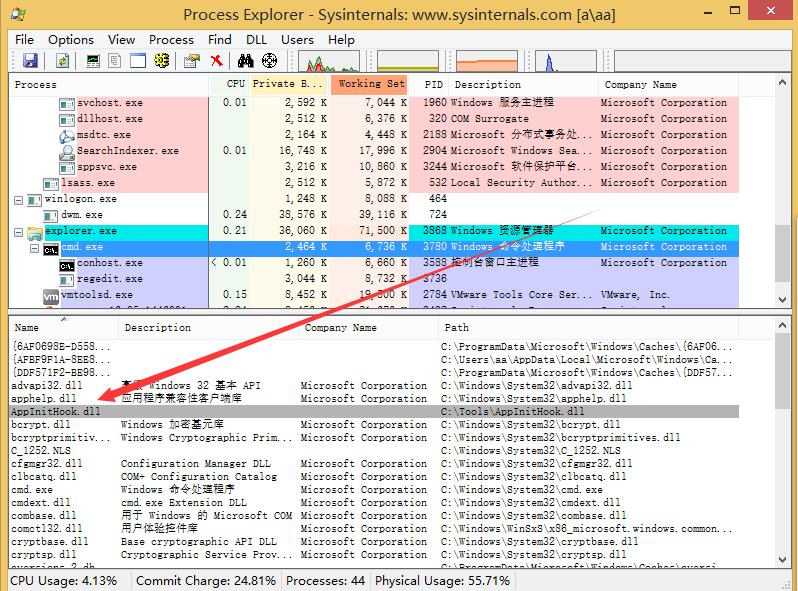 Process Explorer - Sysinternals: www.sysinternals.com [a\aa]
File Options View Process Find DLL Users Help
Process CPU Private B... Working Set PID Description Company Name
svchost.exe 0.01 2,592 K 7,044 K 1960 Windows 服务主进程 Microsoft Corporation
dllhost.exe 2,512 K 6,376 K 320 COM Surrogate Microsoft Corporation
msdtc.exe 2,164 K 4,448 K 2188 Microsoft 分布式事务处... Microsoft Corporation
SearchIndexer.exe 0.01 16,748 K 17,996 K 2904 Microsoft Windows Sea... Microsoft Corporation
sppsvc.exe 3,216 K 10,860 K 3244 Microsoft 软件保护平台... Microsoft Corporation
lsass.exe 2,512 K 5,872 K 532 Local Security Author... Microsoft Corporation
winlogon.exe 1,248 K 8,088 K 464
dwm.exe 0.24 38,576 K 39,116 K 724
explorer.exe 0.21 36,060 K 71,500 K 3868 Windows 资源管理器 Microsoft Corporation
cmd.exe 2,464 K 6,736 K 3780 Windows 命令处理程序 Microsoft Corporation
conhost.exe < 0.01 1,260 K 6,660 K 3588 控制台窗口主进程 Microsoft Corporation
regedit.exe 3,044 K 8,732 K 3736
vmtoolsd.exe 0.15 8,452 K K 2784 VMware Tools Core Ser... VMware, Inc.
Name Description Company Name Path
{6AF0698E-D558... C:\ProgramData\Microsoft\Windows\Caches\{6AF06...
{AFBF9F1A-8EE8... C:\Users\aa\AppData\Local\Microsoft\Windows\Ca...
{DDF571F2-BE98... C:\ProgramData\Microsoft\Windows\Caches\{DDF57...
advapi32.dll 高级 Windows 32 基本 API Microsoft Corporation C:\Windows\System32\advapi32.dll
apphelp.dll 应用程序兼容性客户端库 Microsoft Corporation C:\Windows\System32\apphelp.dll
AppInitHook.dll C:\Tools\AppInitHook.dll
bcrypt.dll Windows 加密基元库 Microsoft Corporation C:\Windows\System32\bcrypt.dll
bcryptprimitiv... Windows Cryptographic Prim... Microsoft Corporation C:\Windows\System32\bcryptprimitives.dll
C_1252.NLS C:\Windows\System32\C_1252.NLS
cfgmgr32.dll Configuration Manager DLL Microsoft Corporation C:\Windows\System32\cfgmgr32.dll
clbcatq.dll COM+ Configuration Catalog Microsoft Corporation C:\Windows\System32\clbcatq.dll
cmd.exe Windows 命令处理程序 Microsoft Corporation C:\Windows\System32\cmd.exe
cmdext.dll cmd.exe Extension DLL Microsoft Corporation C:\Windows\System32\cmdext.dll
combase.dll 用于 Windows 的 Microsoft COM Microsoft Corporation C:\Windows\System32\combase.dll
comctl32.dll 用户体验控件库 Microsoft Corporation C:\Windows\WinSxS\x86_microsoft.windows.common...
cryptbase.dll Base cryptographic API DLL Microsoft Corporation C:\Windows\System32\cryptbase.dll
cryptsp.dll Cryptographic Service Prov... Microsoft Corporation C:\Windows\System32\cryptsp.dll
CPU Usage: 4.13% Commit Charge: 24.81% Processes: 44 Physical Usage: 55.71%